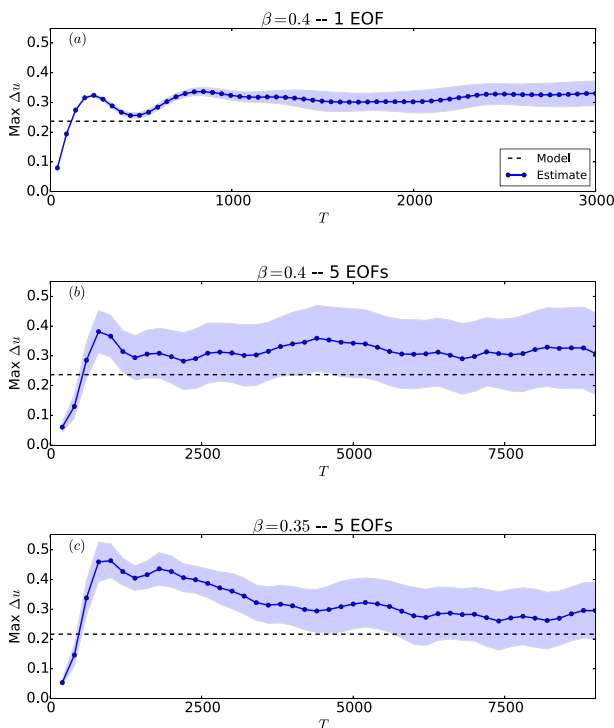 β=0.4 -- 1 EOF
(a)
0.5
0.4
0.3
0.2
0.1
0.0
Max Δu
Model
Estimate
0 1000 2000 3000
T
β=0.4 -- 5 EOFs
(b)
0.5
0.4
0.3
0.2
0.1
0.0
Max Δu
0 2500 5000 7500
T
β=0.35 -- 5 EOFs
(c)
0.5
0.4
0.3
0.2
0.1
0.0
Max Δu
0 2500 5000 7500
T